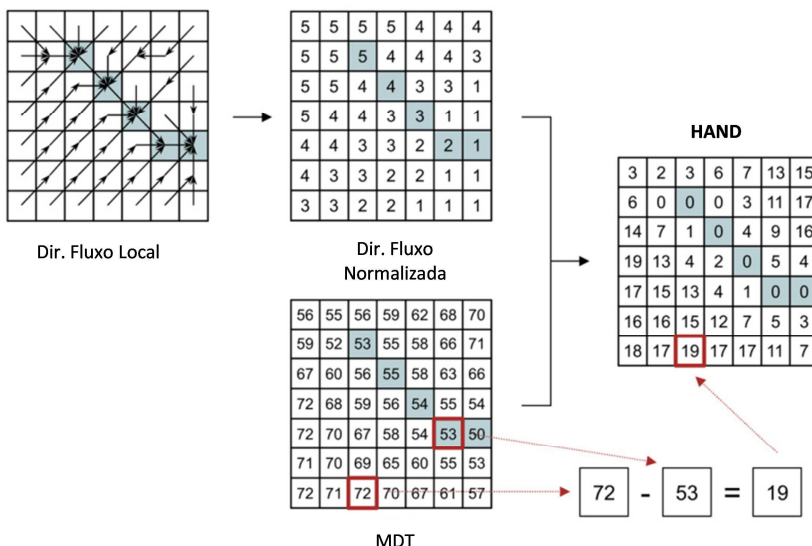 5 5 5 5 4 4 4
5 5 5 4 4 4 3
5 5 4 4 3 3 1
5 4 4 3 3 1 1
4 4 3 3 2 2 1
4 3 3 2 2 1 1
3 3 2 2 1 1 1
Dir. Fluxo Local
Dir. Fluxo
Normalizada
HAND
3 2 3 6 7 13 15
6 0 0 0 3 11 17
14 7 1 0 4 9 16
19 13 4 2 0 5 4
17 15 13 4 1 0 0
16 16 15 12 7 5 3
18 17 19 17 17 11 7
56 55 56 59 62 68 70
59 52 53 55 58 66 71
67 60 56 55 58 63 66
72 68 59 56 54 55 54
72 70 67 58 54 53 50
71 70 69 65 60 55 53
72 71 72 70 67 61 57
MDT
72 - 53 = 19